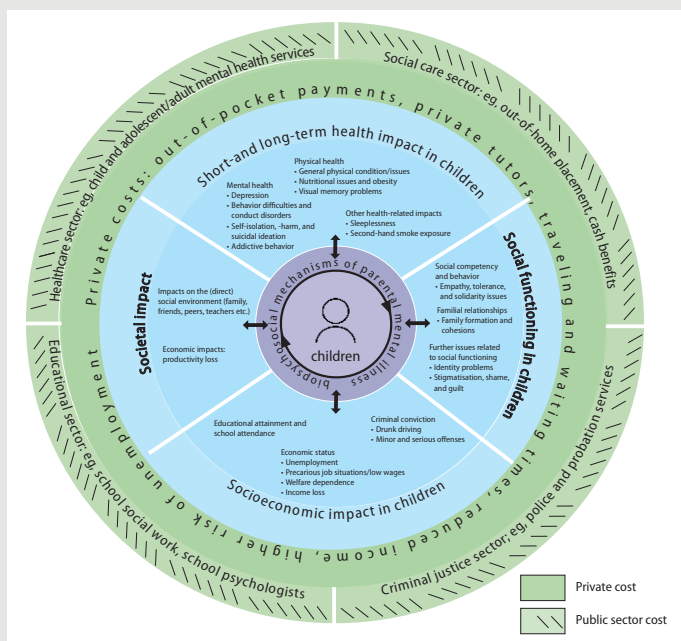 Healthcare sector: eg, child and adolescent/adult mental health services
Social care sector: eg, out-of-home placement, cash benefits
Private costs: out-of-pocket payments, private tutors, traveling and waiting times, reduced income, higher risk of unemployment
Short-and long-term health impact in children
Physical health
• General physical condition/issues
• Nutritional issues and obesity
• Visual memory problems
Mental health
• Depression
• Behavior difficulties and
conduct disorders
• Self-isolation, -harm, and
suicidal ideation
• Addictive behavior
Other health-related impacts
• Sleeplessness
• Second-hand smoke exposure
Societal impact
Impacts on the (direct)
social environment (family,
friends, peers, teachers etc.)
Economic impacts:
productivity loss
biopsychosocial mechanisms of parental mental illness
children
Social functioning in children
Social competency
and behavior
• Empathy, tolerance,
and solidarity issues
Familial relationships
• Family formation and
cohesions
Further issues related
to social functioning
• Identity problems
• Stigmatisation, shame,
and guilt
Educational attainment and
school attendance
Criminal conviction
• Drunk driving
• Minor and serious offenses
Economic status
• Unemployment
• Precarious job situations/low wages
• Welfare dependence
• Income loss
Socioeconomic impact in children
Educational sector: eg, school social work, school psychologists
Criminal justice sector; eg, police and probation services
Private cost
Public sector cost